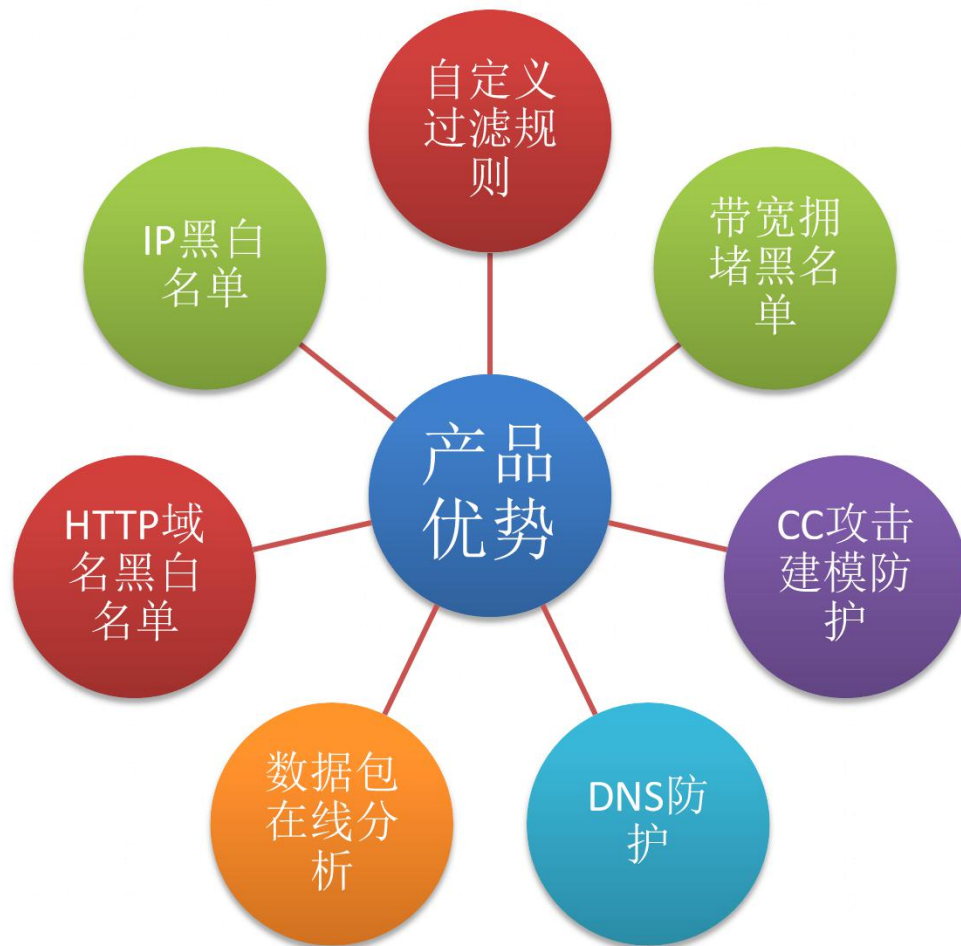 自定义
过滤规
则
IP黑白
名单
带宽拥
堵黑名
单
产品
优势
HTTP域
名黑白
名单
CC攻击
建模防
护
数据包
在线分
析
DNS防
护